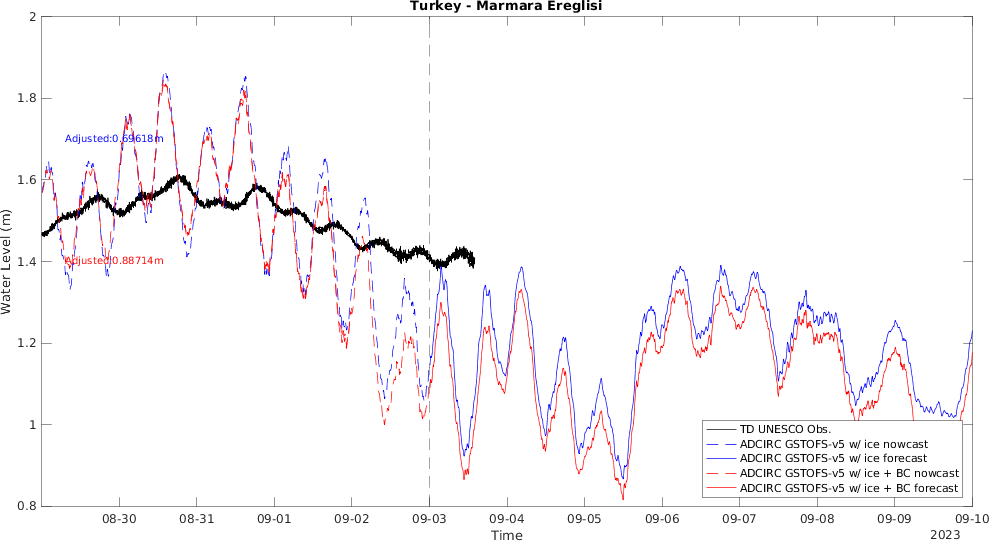 Turkey - Marmara Ereglisi
2
1.8
1.6
1.4
1.2
1
0.8
Water Level (m)
Adjusted:0.69618m
Adjusted:0.88714m
TD UNESCO Obs.
ADCIRC GSTOFS-v5 w/ ice nowcast
ADCIRC GSTOFS-v5 w/ ice forecast
ADCIRC GSTOFS-v5 w/ ice + BC nowcast
ADCIRC GSTOFS-v5 w/ ice + BC forecast
08-30 08-31 09-01 09-02 09-03 09-04 09-05 09-06 09-07 09-08 09-09 09-10
Time
2023